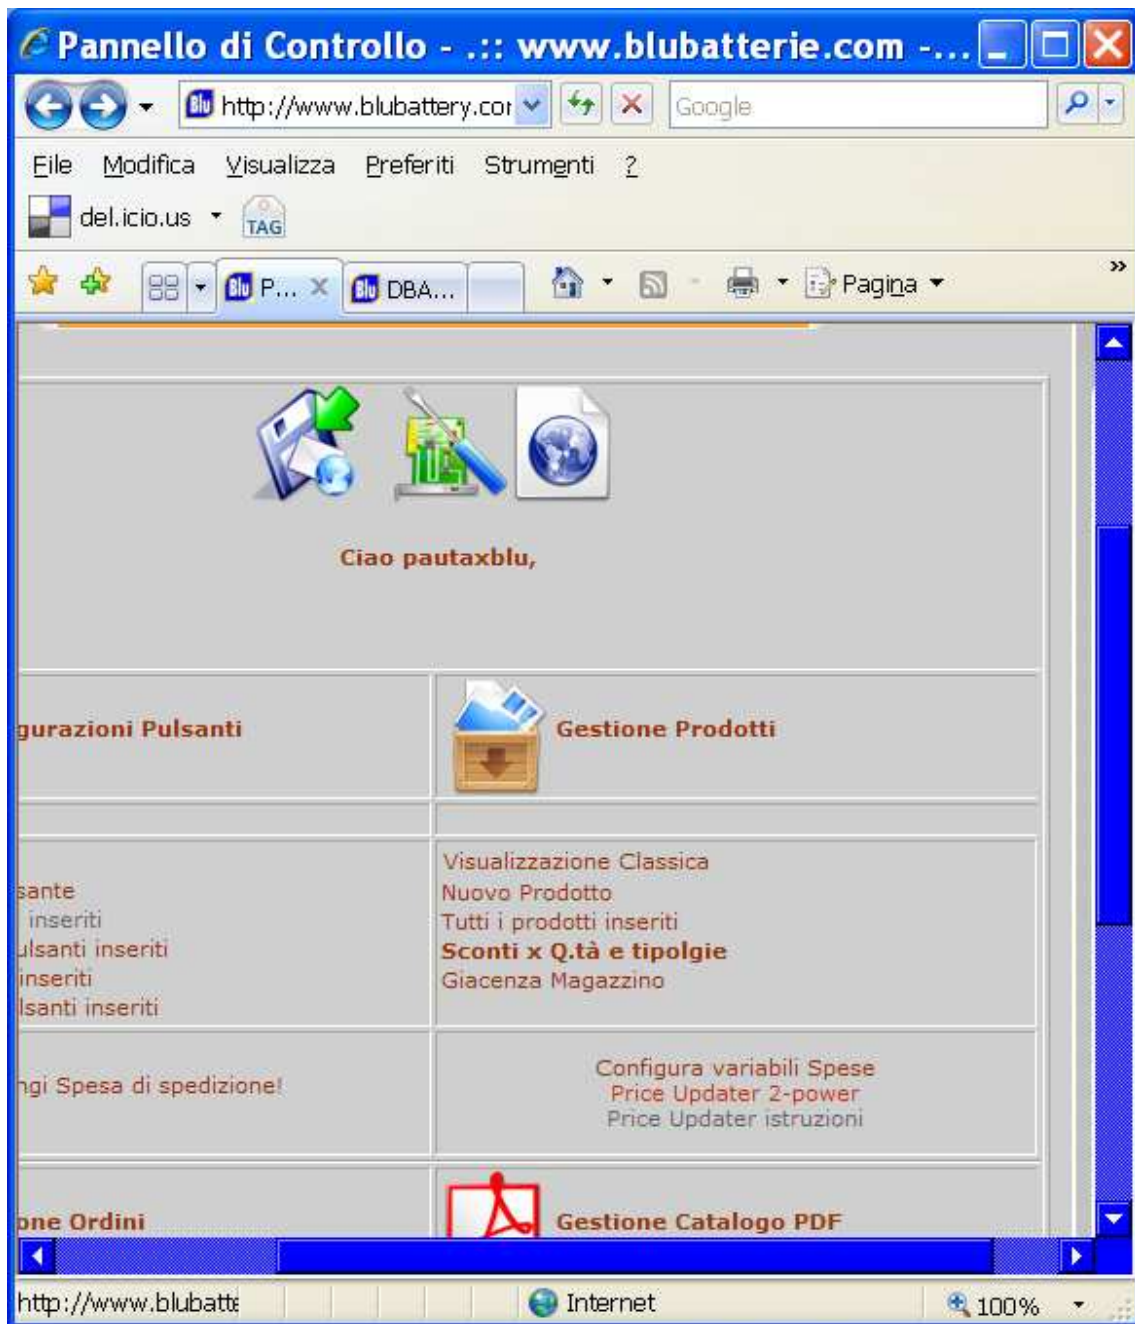 Pannello di Controllo - .:: www.blubatterie.com -...
Blu http://www.blubattery.cor Google
File Modifica Visualizza Preferiti Strumenti ?
del.icio.us TAG
Blu P... Blu DBA... Pagina »
Ciao pautaxblu,
gurazioni Pulsanti
Gestione Prodotti
sante
inseriti
ulsanti inseriti
inseriti
lsanti inseriti
Visualizzazione Classica
Nuovo Prodotto
Tutti i prodotti inseriti
Sconti x Q.tà e tipolgie
Giacenza Magazzino
ngi Spesa di spedizione!
Configura variabili Spese
Price Updater 2-power
Price Updater istruzioni
one Ordini
Gestione Catalogo PDF
http://www.blubatte Internet 100%